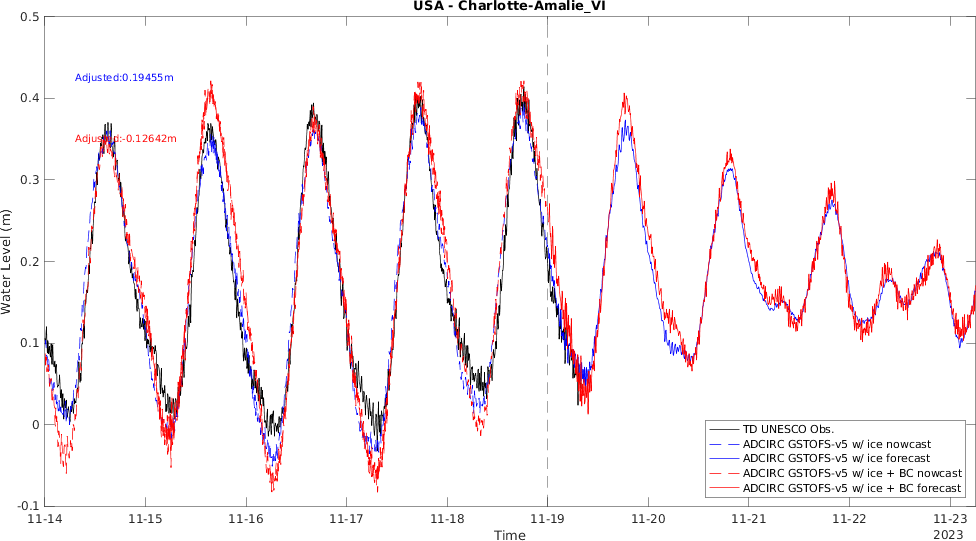 USA - Charlotte-Amalie_VI
0.5
0.4
0.3
0.2
0.1
0
-0.1
Water Level (m)
Adjusted:0.19455m
Adjusted:-0.12642m
TD UNESCO Obs.
ADCIRC GSTOFS-v5 w/ ice nowcast
ADCIRC GSTOFS-v5 w/ ice forecast
ADCIRC GSTOFS-v5 w/ ice + BC nowcast
ADCIRC GSTOFS-v5 w/ ice + BC forecast
11-14 11-15 11-16 11-17 11-18 11-19 11-20 11-21 11-22 11-23
2023
Time